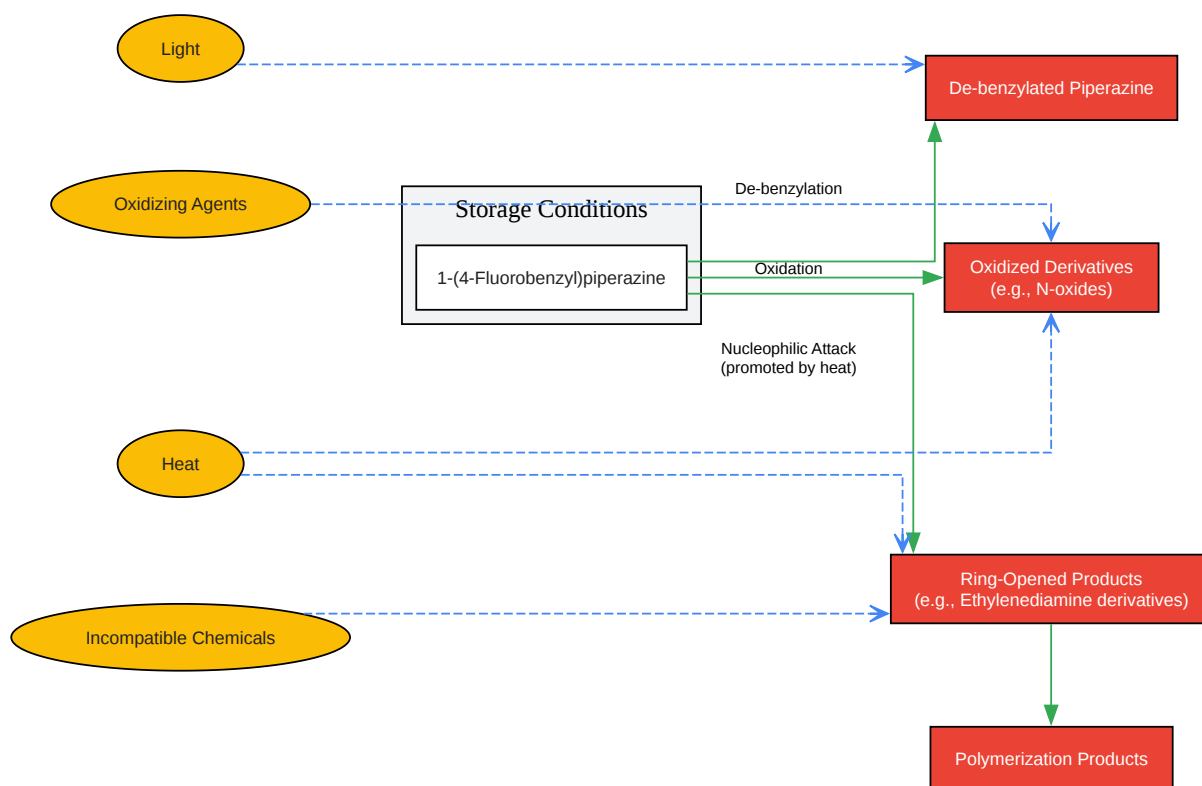 Light
De-benzylated Piperazine
De-benzylation
Oxidizing Agents
Storage Conditions
1-(4-Fluorobenzyl)piperazine
Oxidation
Oxidized Derivatives
(e.g., N-oxides)
Nucleophilic Attack
(promoted by heat)
Heat
Ring-Opened Products
(e.g., Ethylenediamine derivatives)
Incompatible Chemicals
Polymerization Products